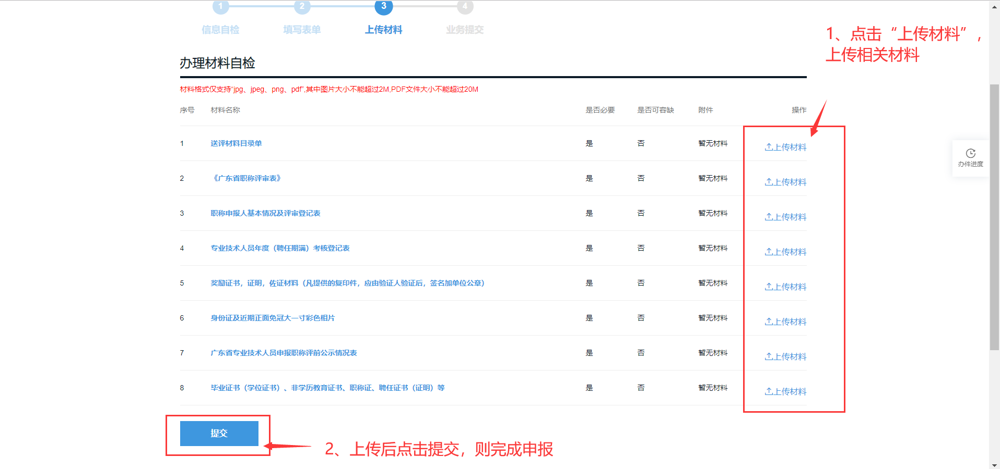 1 2 3 4
信息自检 填写表单 上传材料 业务提交
1、点击“上传材料”，
上传相关材料
办理材料自检
材料格式仅支持“jpg、jpeg、png、pdf”,其中图片大小不能超过2M,PDF文件大小不能超过20M
序号 材料名称 是否必要 是否可容缺 附件 操作
1 送评材料目录单 是 否 暂无材料 上传材料
办件进度
2 《广东省职称评审表》 是 否 暂无材料 上传材料
3 职称申报人基本情况及评审登记表 是 否 暂无材料 上传材料
4 专业技术人员年度（聘任期满）考核登记表 是 否 暂无材料 上传材料
5 奖励证书，证明，佐证材料（凡提供的复印件，应由验证人验证后，签名加单位公章） 是 否 暂无材料 上传材料
6 身份证及近期正面免冠大一寸彩色相片 是 否 暂无材料 上传材料
7 广东省专业技术人员申报职称评前公示情况表 是 否 暂无材料 上传材料
8 毕业证书（学位证书）、非学历教育证书、职称证、聘任证书（证明）等 是 否 暂无材料 上传材料
提交
2、上传后点击提交，则完成申报